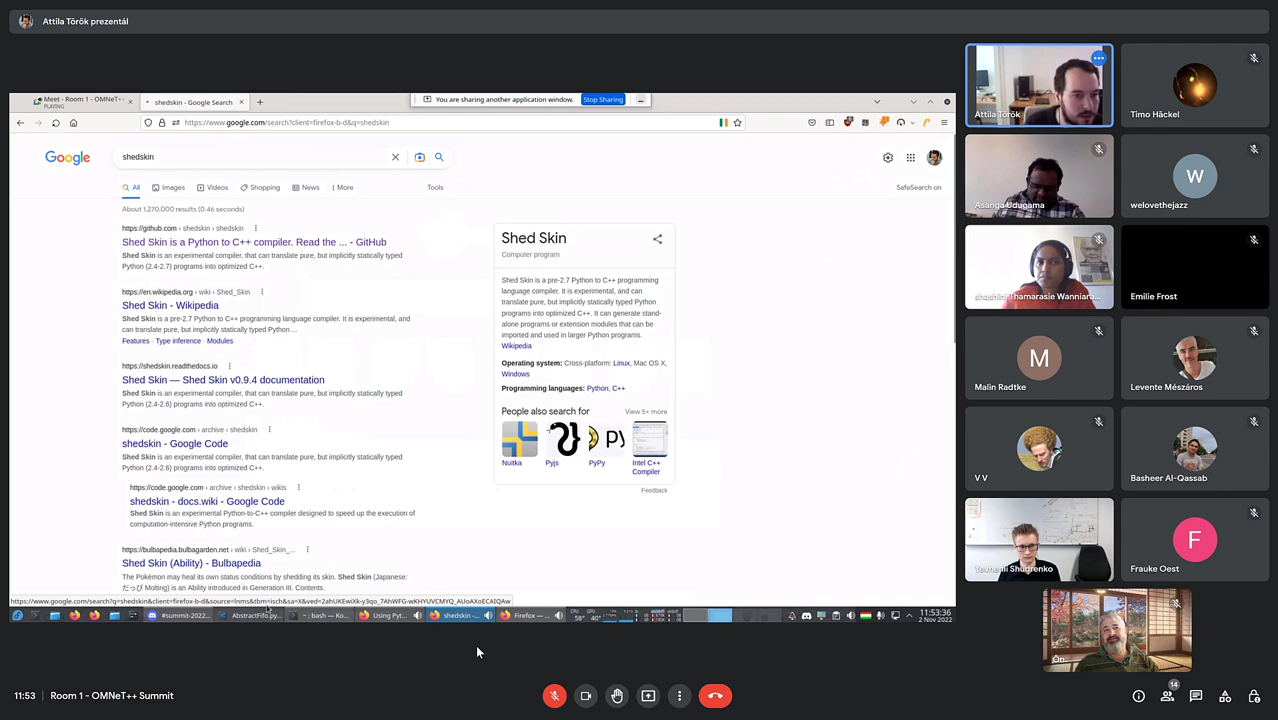 Attila Török prezentál
Meet - Room 1 - OMNeT++
PLAYING
shedskin - Google Search
You are sharing another application window.
Stop Sharing
https://www.google.com/search?client=firefox-b-d&q=shedskin
Google
shedskin
All
Images
Videos
Shopping
News
More
Tools
SafeSearch on
About 1,270,000 results (0.46 seconds)
https://github.com › shedskin › shedskin
Shed Skin is a Python to C++ compiler. Read the ... - GitHub
Shed Skin is an experimental compiler, that can translate pure, but implicitly statically typed
Python (2.4-2.7) programs into optimized C++.
https://en.wikipedia.org › wiki › Shed_Skin
Shed Skin - Wikipedia
Shed Skin is a pre-2.7 Python to C++ programming language compiler. It is experimental, and
can translate pure, but implicitly statically typed Python ...
Features · Type inference · Modules
https://shedskin.readthedocs.io
Shed Skin — Shed Skin v0.9.4 documentation
Shed Skin is an experimental compiler, that can translate pure, but implicitly statically typed
Python (2.4-2.6) programs into optimized C++.
https://code.google.com › archive › shedskin
shedskin - Google Code
Shed Skin is an experimental compiler, that can translate pure, but implicitly statically typed
Python (2.4-2.6) programs into optimized C++.
https://code.google.com › archive › shedskin › wikis
shedskin - docs.wiki - Google Code
Shed Skin is an experimental Python-to-C++ compiler designed to speed up the execution of
computation-intensive Python programs.
https://bulbapedia.bulbagarden.net › wiki › Shed_Skin_...
Shed Skin (Ability) - Bulbapedia
The Pokémon may heal its own status conditions by shedding its skin. Shed Skin (Japanese:
だっぴ Molting) is an Ability introduced in Generation III. Contents.
Shed Skin
Computer program
Shed Skin is a pre-2.7 Python to C++ programming
language compiler. It is experimental, and can
translate pure, but implicitly statically typed Python
programs into optimized C++. It can generate stand-
alone programs or extension modules that can be
imported and used in larger Python programs.
Wikipedia
Operating system: Cross-platform: Linux, Mac OS X,
Windows
Programming languages: Python, C++
People also search for
View 5+ more
Nuitka
Pyjs
PyPy
Intel C++
Compiler
Feedback
#summit-2022...
AbstractFifo.py...
~ : bash — Ko...
Using Pyt...
shedskin -...
Firefox — ...
58°
40°
11:53:36
2 Nov 2022
Attila Török
Timo Häckel
Asanga Udugama
W
welovethejazz
Thamarasie Wanniara...
Emilie Frost
M
Malin Radtke
Levente Mészáros
V V
Basheer Al-Qassab
Yevhenii Shudrenko
F
Frauke Oest
Ön
11:53
Room 1 - OMNeT++ Summit
14